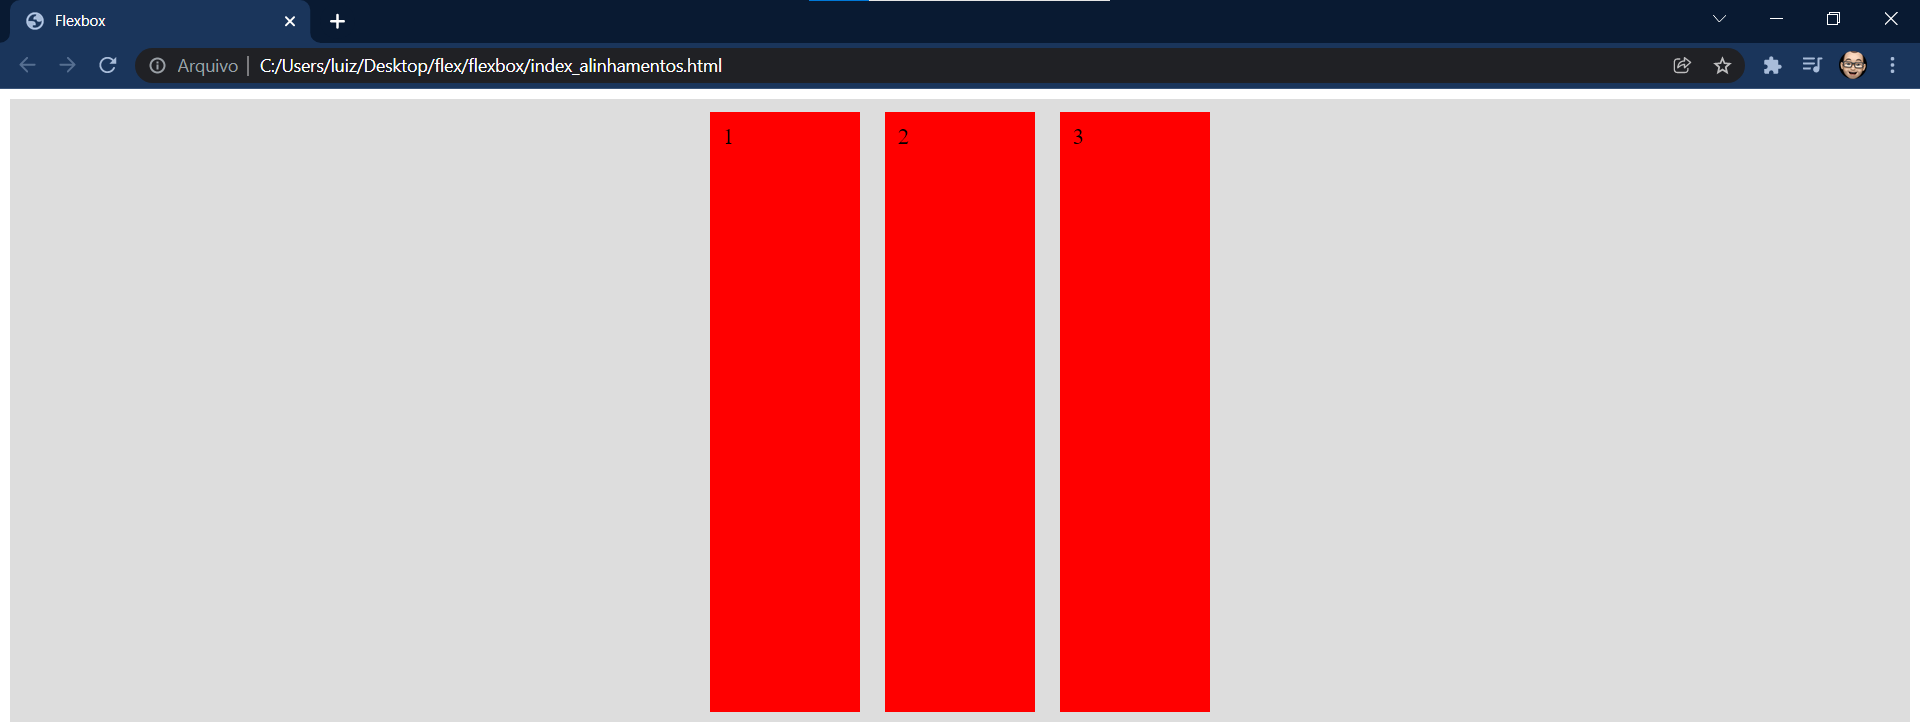 Flexbox
Arquivo | C:/Users/luiz/Desktop/flex/flexbox/index_alinhamentos.html
1 2 3